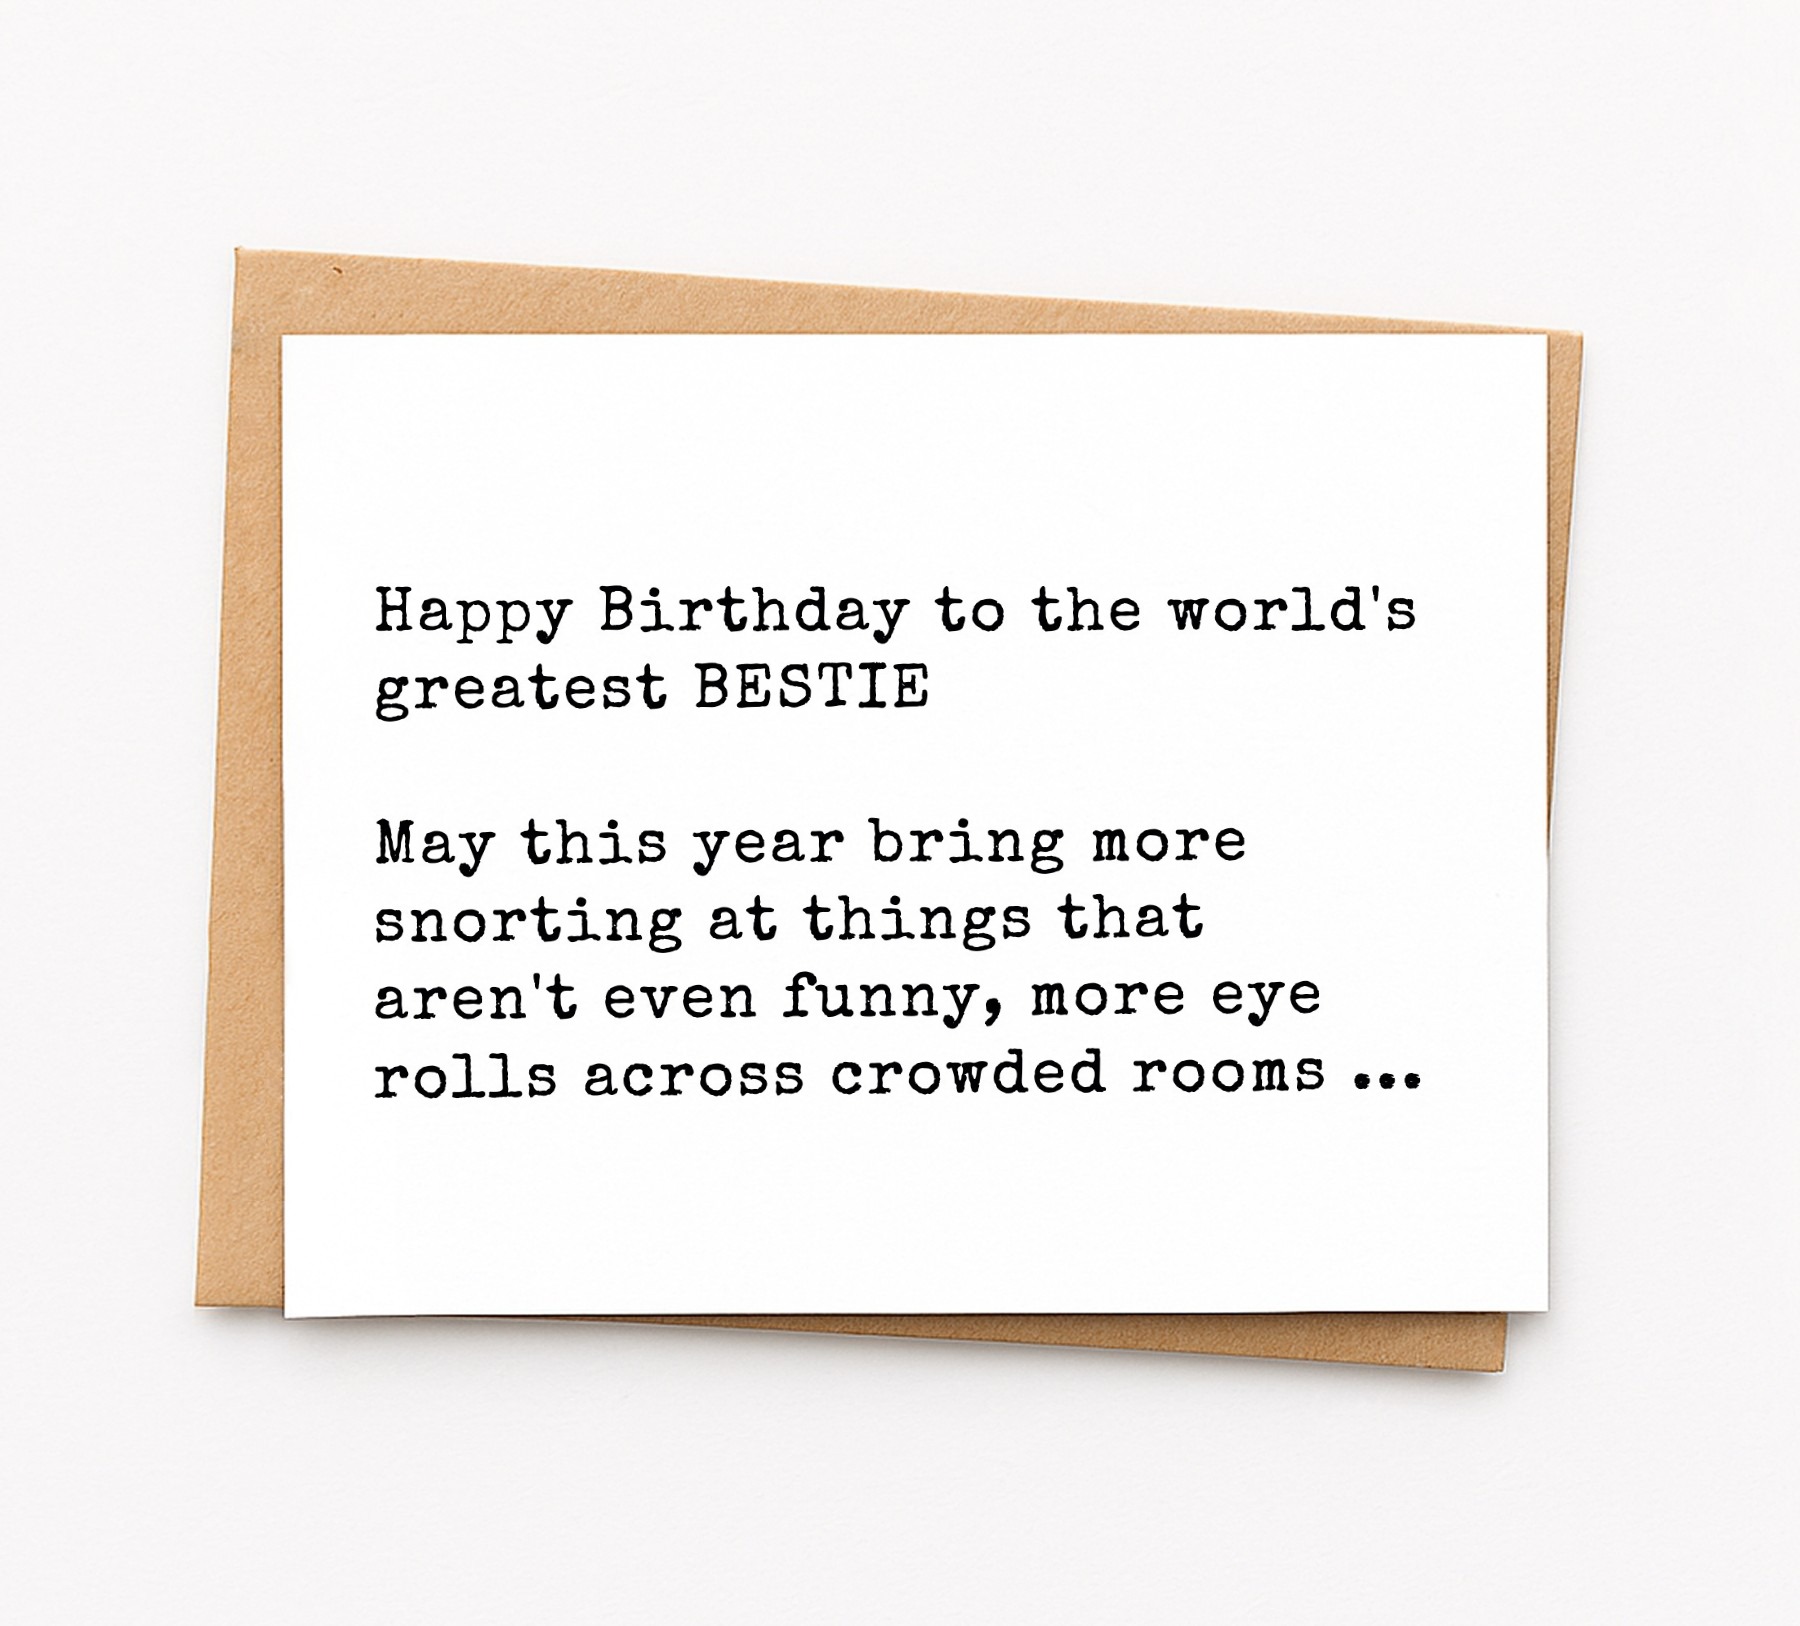 Happy Birthday to the world's
greatest BESTIE
May this year bring more
snorting at things that
aren't even funny, more eye
rolls across crowded rooms ...